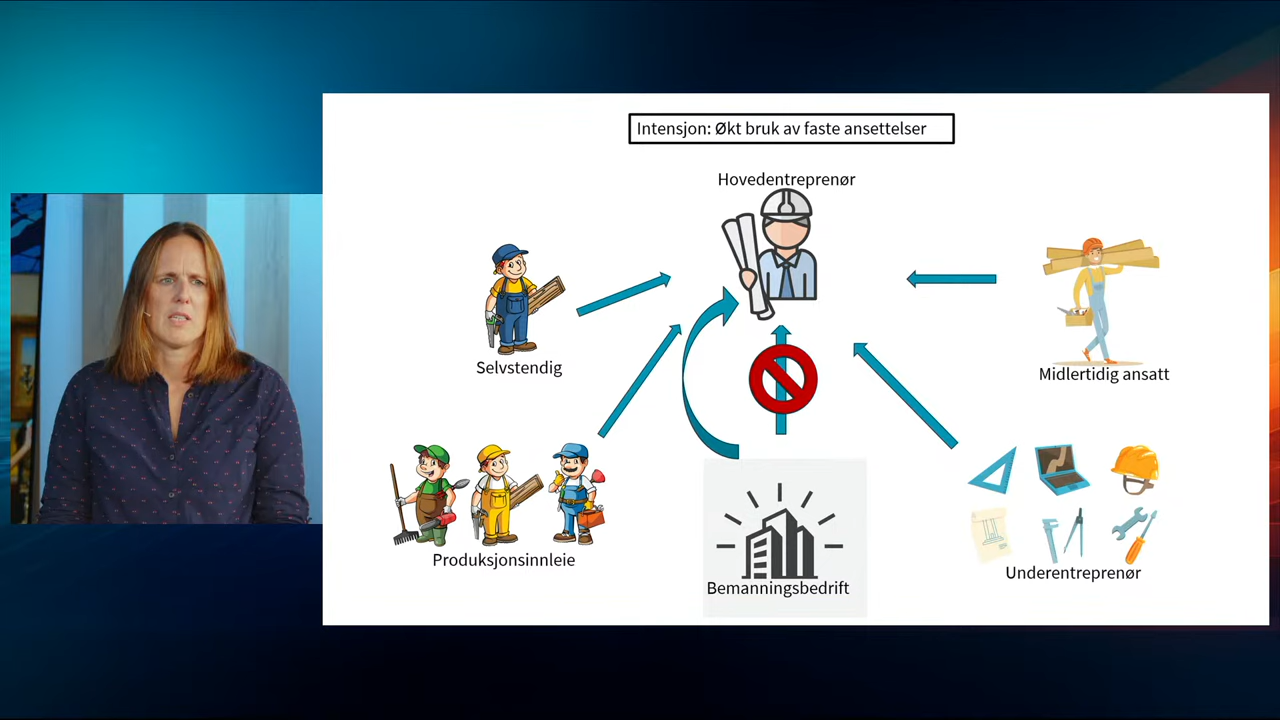 Intensjon: Økt bruk av faste ansettelser
Hovedentreprenør
Selvstendig
Midlertidig ansatt
Produksjonsinnleie
Bemanningsbedrift
Underentreprenør